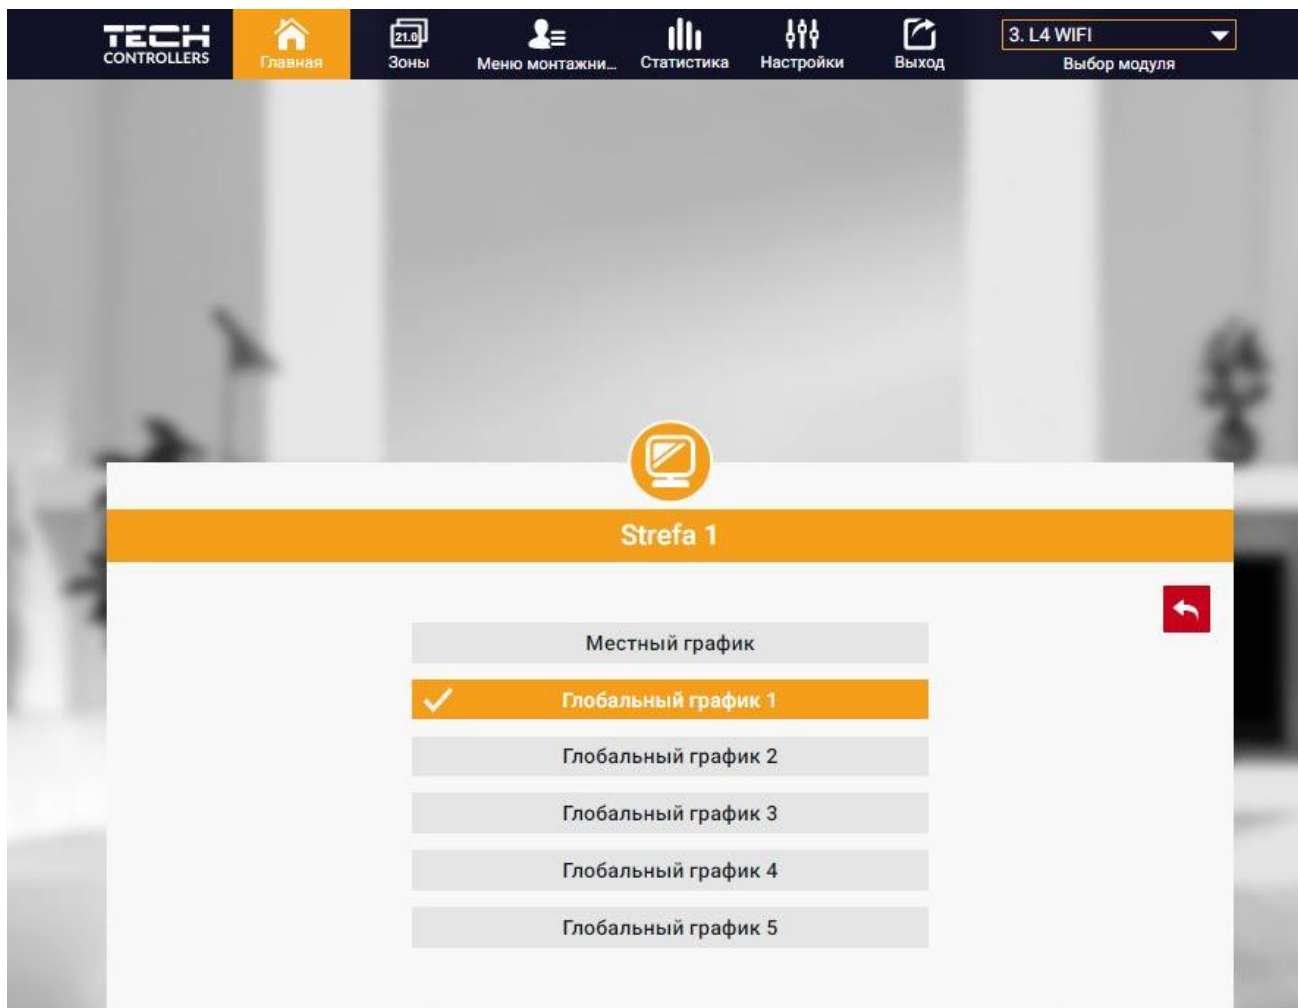 TECH
CONTROLLERS
Главная
21.0
Зоны
Меню монтажни...
Статистика
Настройки
Выход
3. L4 WIFI
Выбор модуля
Strefa 1
Местный график
Глобальный график 1
Глобальный график 2
Глобальный график 3
Глобальный график 4
Глобальный график 5